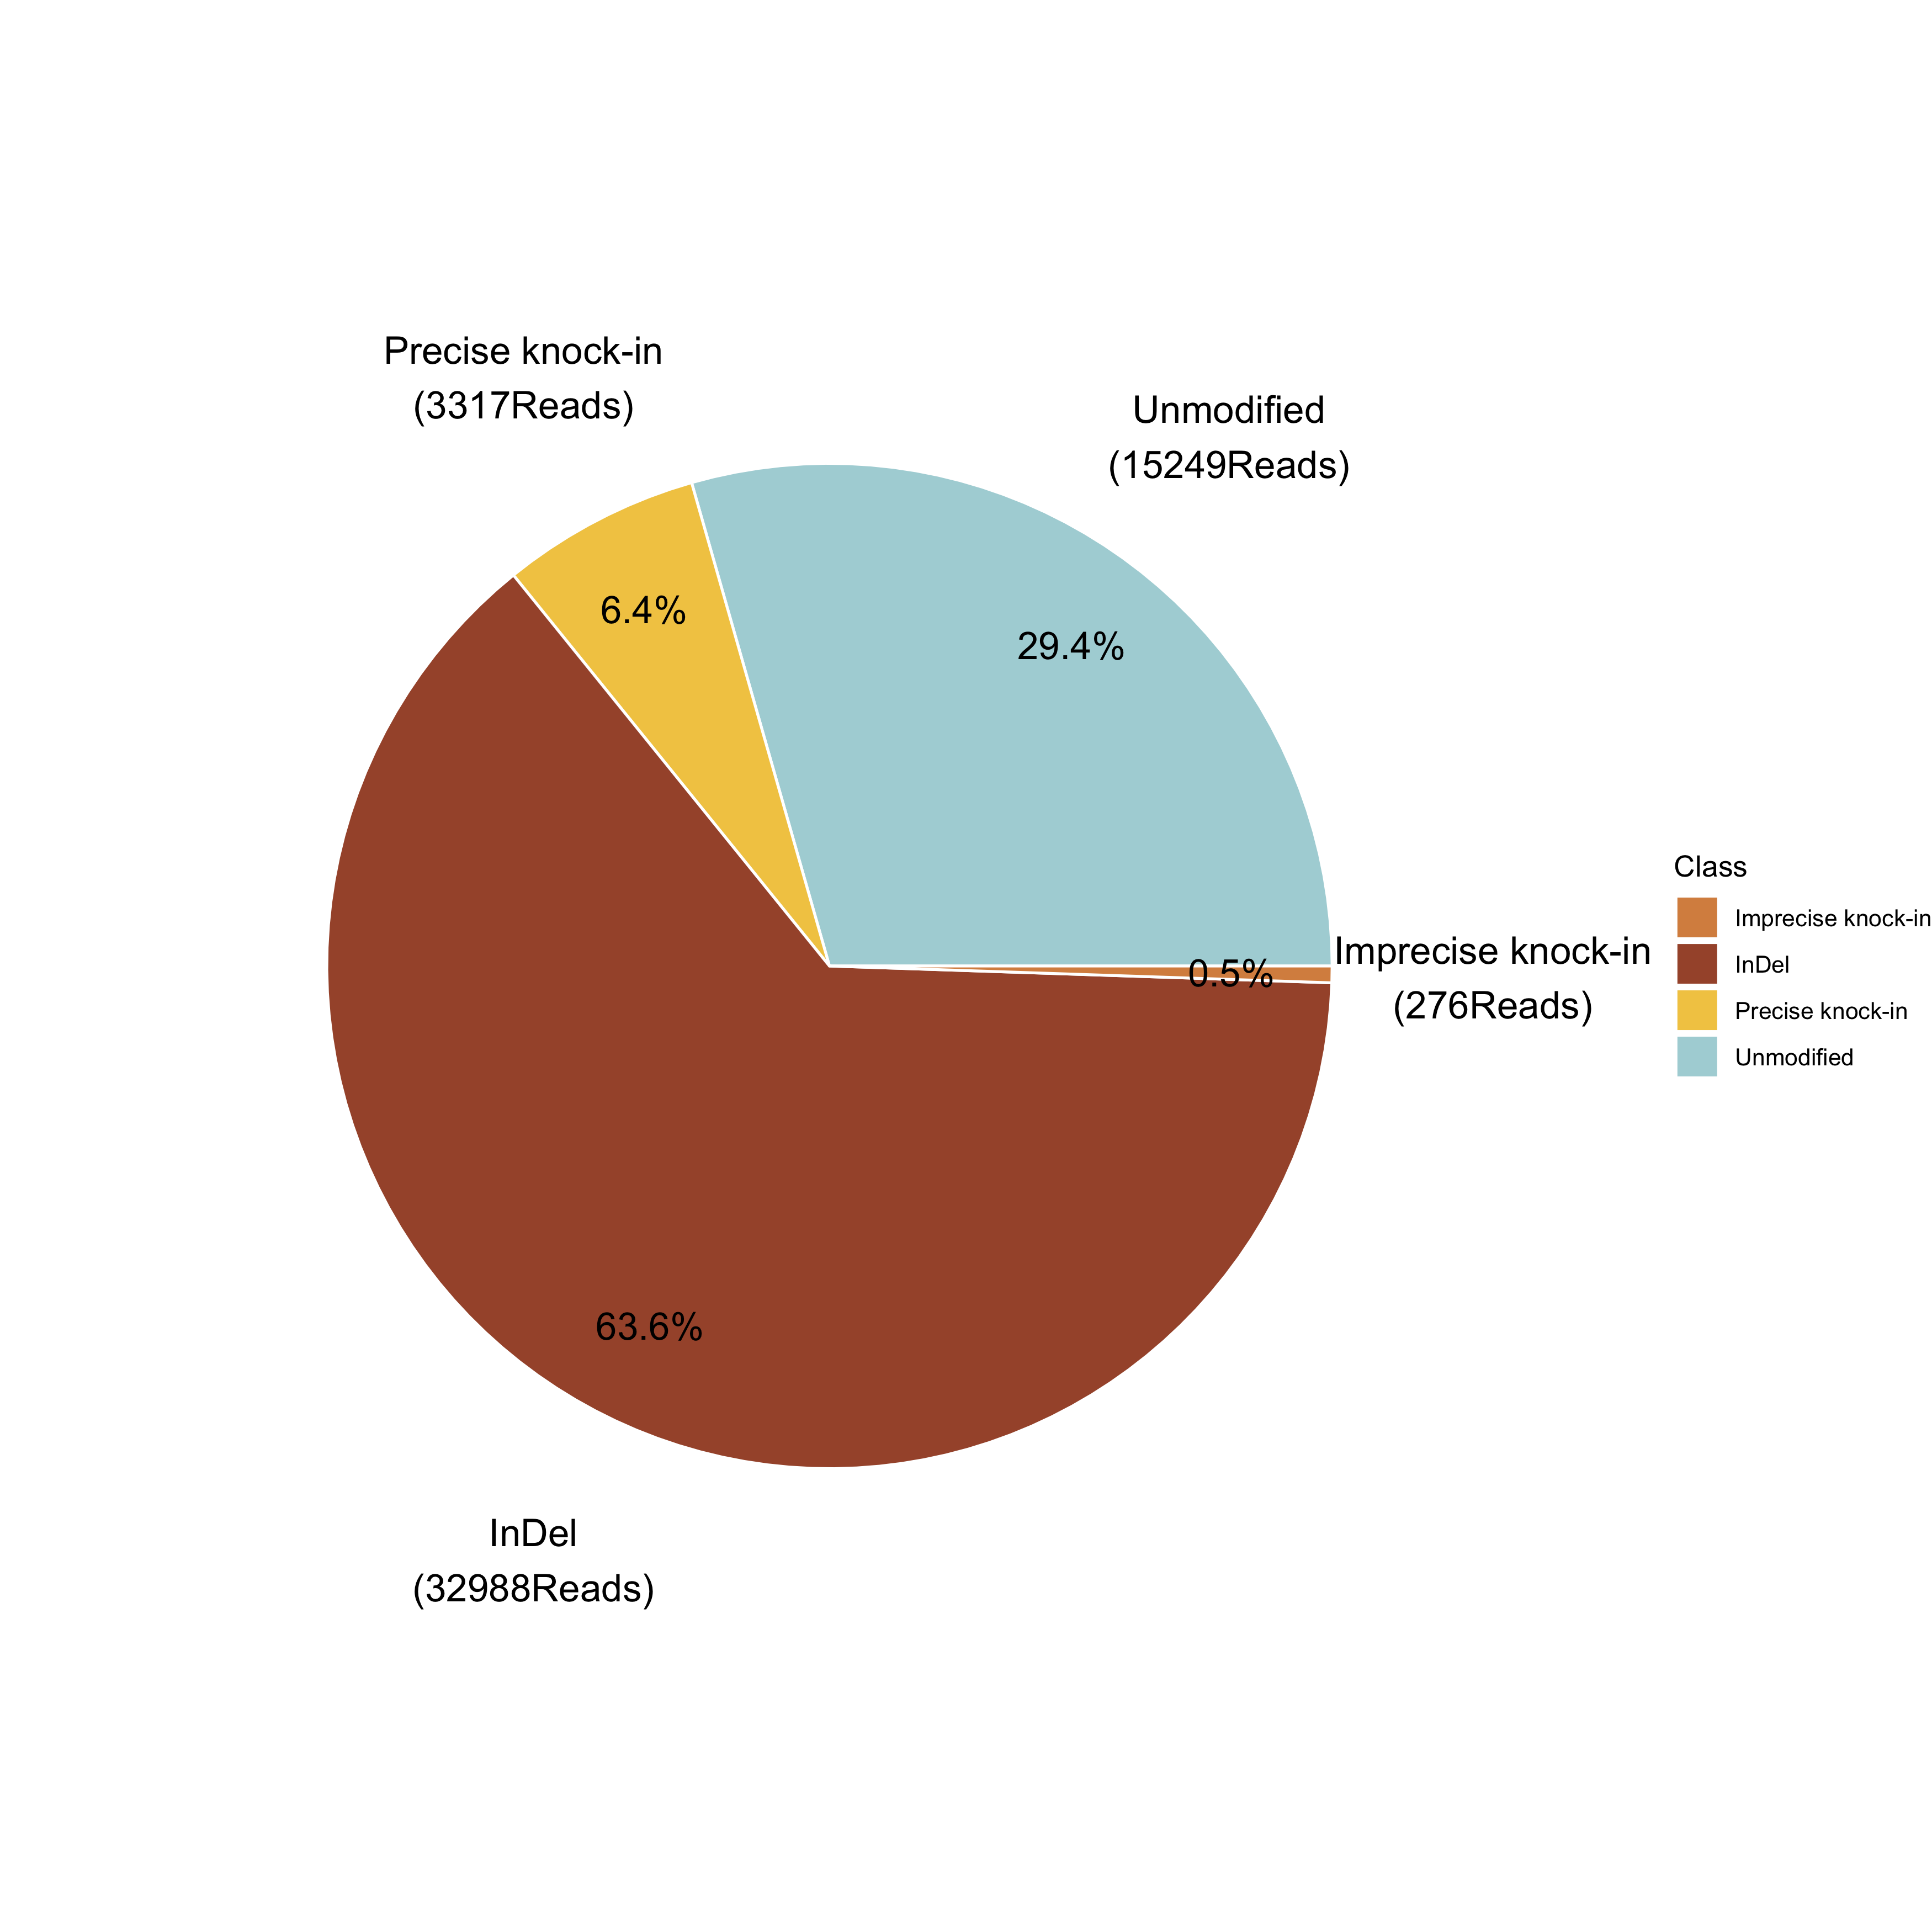 Precise knock-in
(3317Reads)
Unmodified
(15249Reads)
6.4%
29.4%
Imprecise knock-in
(276Reads)
0.5%
63.6%
InDel
(32988Reads)
Class
Imprecise knock-in
InDel
Precise knock-in
Unmodified